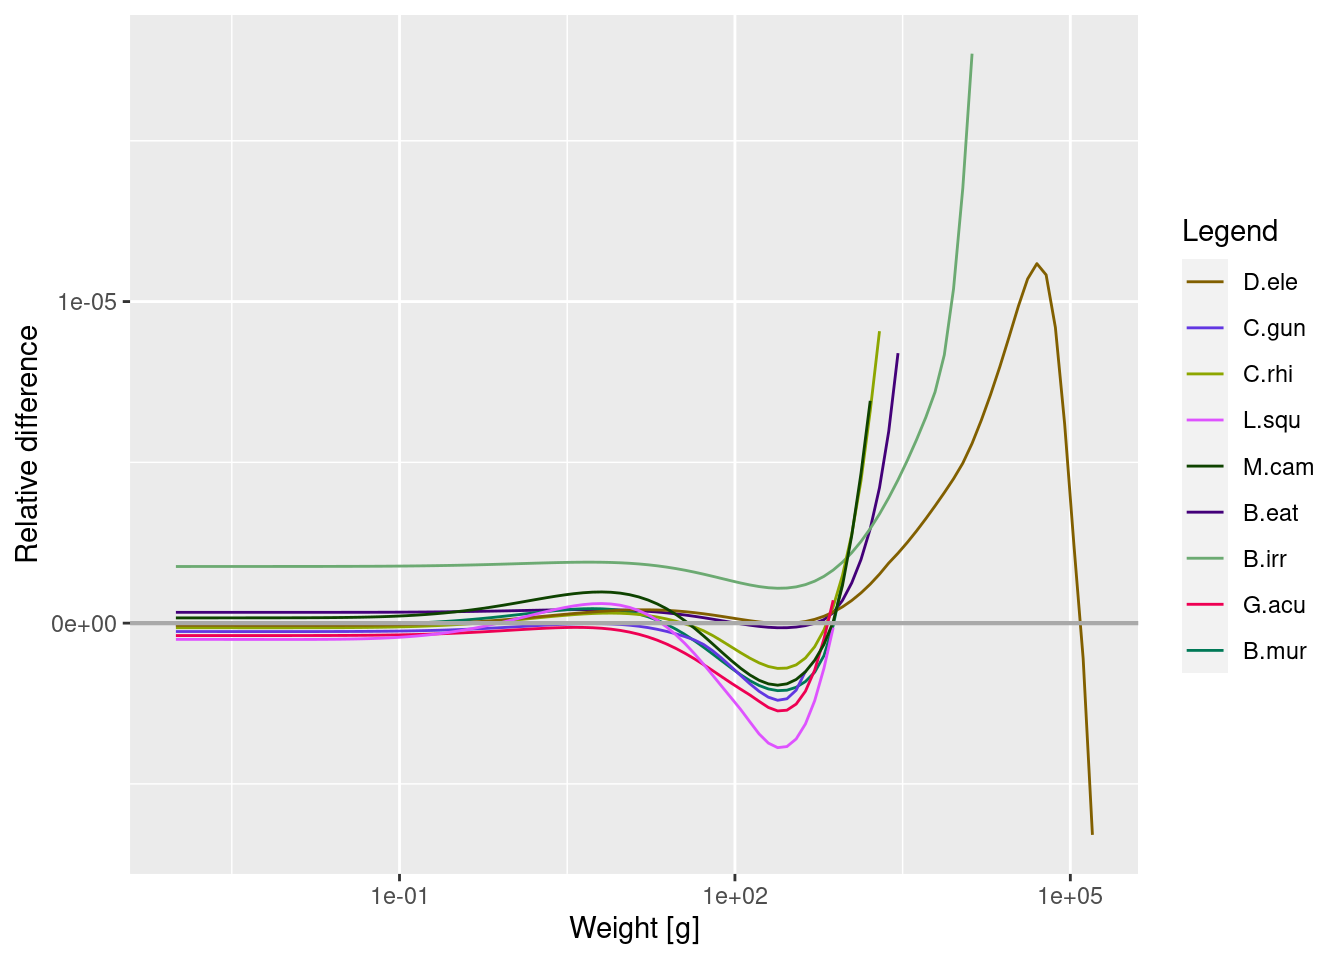 Relative difference
1e-05
0e+00
1e-01
1e+02
1e+05
Weight [g]
Legend
D.ele
C.gun
C.rhi
L.squ
M.cam
B.eat
B.irr
G.acu
B.mur